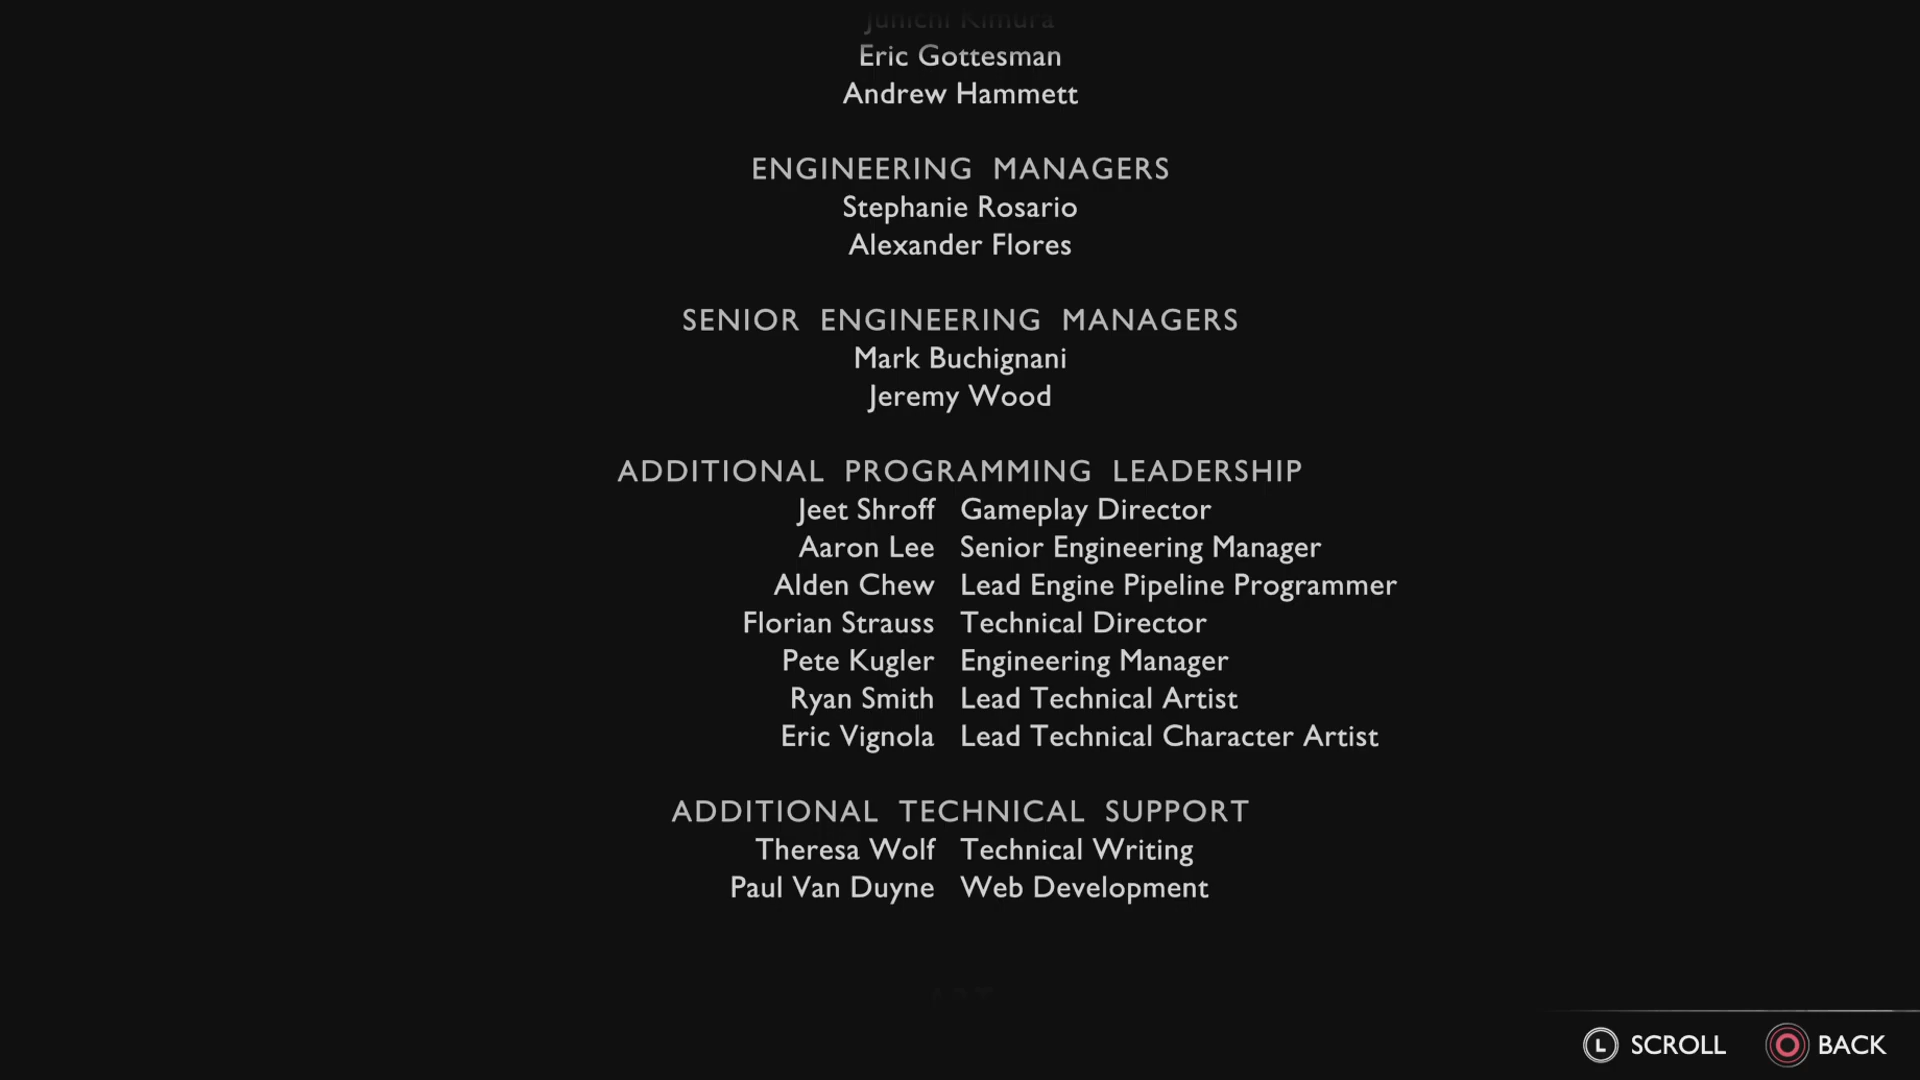 Junichi Kimura
Eric Gottesman
Andrew Hammett
ENGINEERING MANAGERS
Stephanie Rosario
Alexander Flores
SENIOR ENGINEERING MANAGERS
Mark Buchignani
Jeremy Wood
ADDITIONAL PROGRAMMING LEADERSHIP
Jeet Shroff Gameplay Director
Aaron Lee Senior Engineering Manager
Alden Chew Lead Engine Pipeline Programmer
Florian Strauss Technical Director
Pete Kugler Engineering Manager
Ryan Smith Lead Technical Artist
Eric Vignola Lead Technical Character Artist
ADDITIONAL TECHNICAL SUPPORT
Theresa Wolf Technical Writing
Paul Van Duyne Web Development
L SCROLL BACK